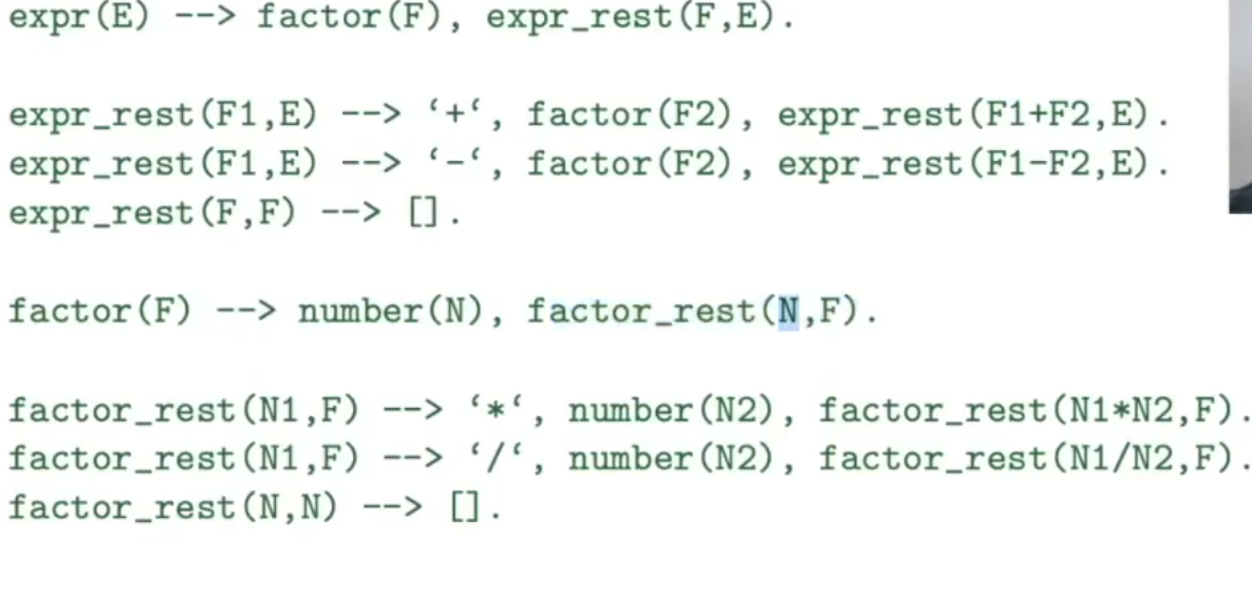 expr(E) --> factor(F), expr_rest(F,E).
expr_rest(F1,E) --> ‘+‘, factor(F2), expr_rest(F1+F2,E).
expr_rest(F1,E) --> ‘-‘, factor(F2), expr_rest(F1-F2,E).
expr_rest(F,F) --> [].
factor(F) --> number(N), factor_rest(N,F).
factor_rest(N1,F) --> ‘*‘, number(N2), factor_rest(N1*N2,F).
factor_rest(N1,F) --> ‘/‘, number(N2), factor_rest(N1/N2,F).
factor_rest(N,N) --> [].